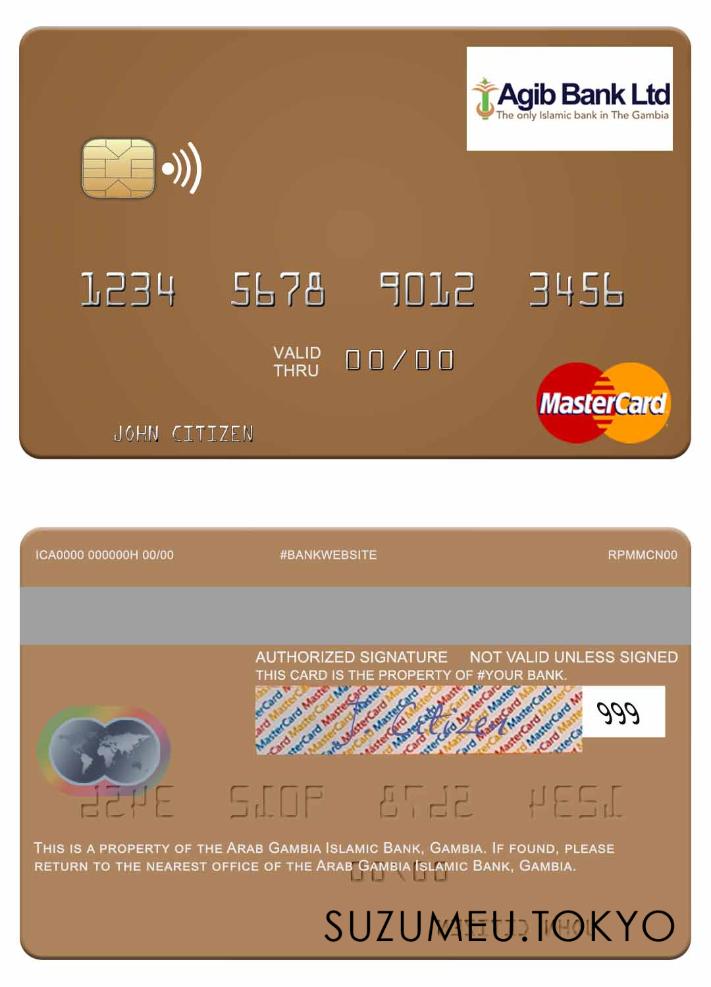 Agib Bank Ltd
The only Islamic bank in The Gambia
1234 5678 9012 3456
VALID THRU 00/00
MasterCard
JOHN CITIZEN
ICA0000 000000H 00/00 #BANKWEBSITE RPMMCN00
AUTHORIZED SIGNATURE NOT VALID UNLESS SIGNED
THIS CARD IS THE PROPERTY OF #YOUR BANK.
J. Citizen
999
THIS IS A PROPERTY OF THE ARAB GAMBIA ISLAMIC BANK, GAMBIA. IF FOUND, PLEASE
RETURN TO THE NEAREST OFFICE OF THE ARAB GAMBIA ISLAMIC BANK, GAMBIA.
SUZUMEU.TOKYO